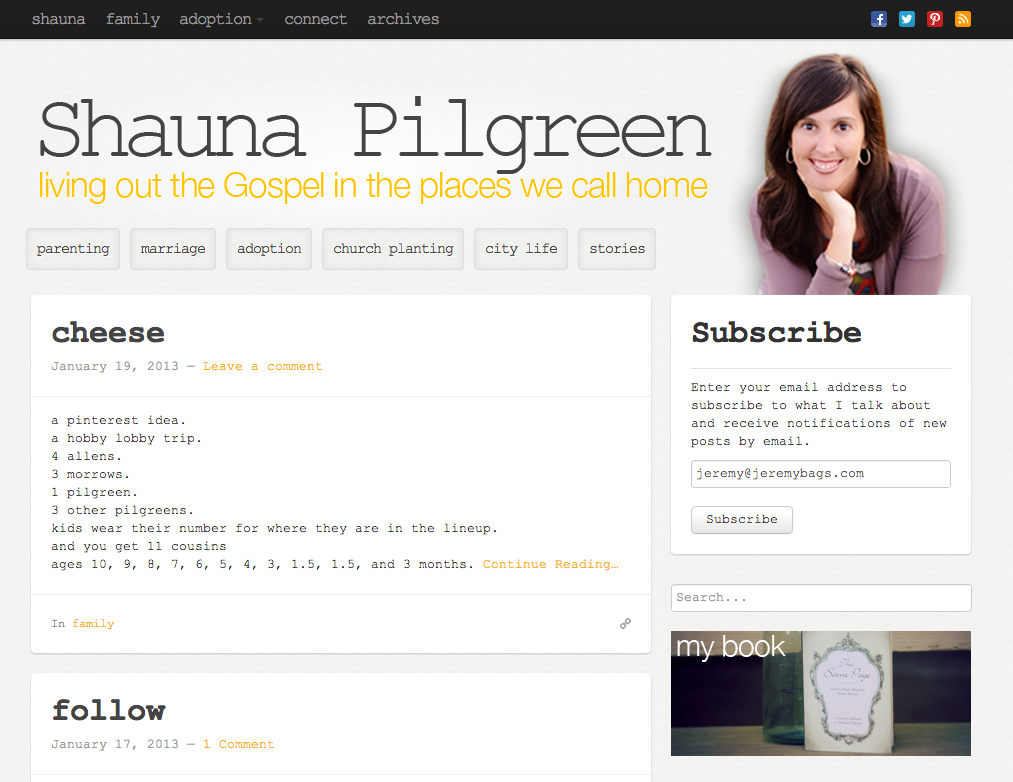 shauna family adoption connect archives
Shauna Pilgreen
living out the Gospel in the places we call home
parenting marriage adoption church planting city life stories
cheese
January 19, 2013 — Leave a comment
a pinterest idea.
a hobby lobby trip.
4 allens.
3 morrows.
1 pilgreen.
3 other pilgreens.
kids wear their number for where they are in the lineup.
and you get 11 cousins
ages 10, 9, 8, 7, 6, 5, 4, 3, 1.5, 1.5, and 3 months. Continue Reading…
In family
follow
January 17, 2013 — 1 Comment
Subscribe
Enter your email address to
subscribe to what I talk about
and receive notifications of new
posts by email.
jeremy@jeremybags.com
Subscribe
Search...
my book
The
Same Page